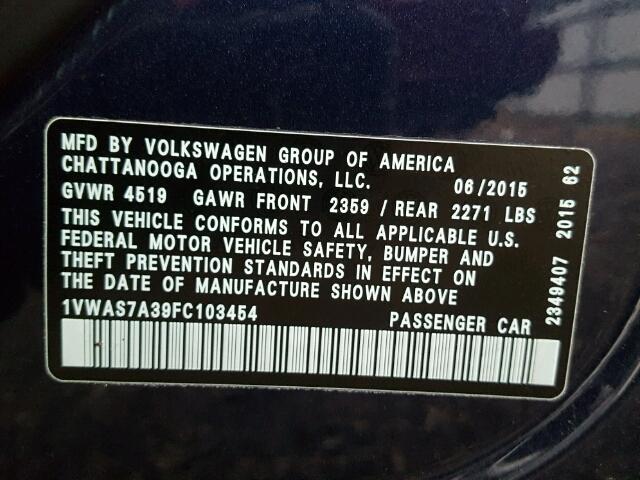 MFD BY VOLKSWAGEN GROUP OF AMERICA
CHATTANOOGA OPERATIONS, LLC. 06/2015
GVWR 4519 GAWR FRONT 2359 / REAR 2271 LBS
THIS VEHICLE CONFORMS TO ALL APPLICABLE U.S.
FEDERAL MOTOR VEHICLE SAFETY, BUMPER AND
THEFT PREVENTION STANDARDS IN EFFECT ON
THE DATE OF MANUFACTURE SHOWN ABOVE
1VWAS7A39FC103454 PASSENGER CAR
2349407 2015 62